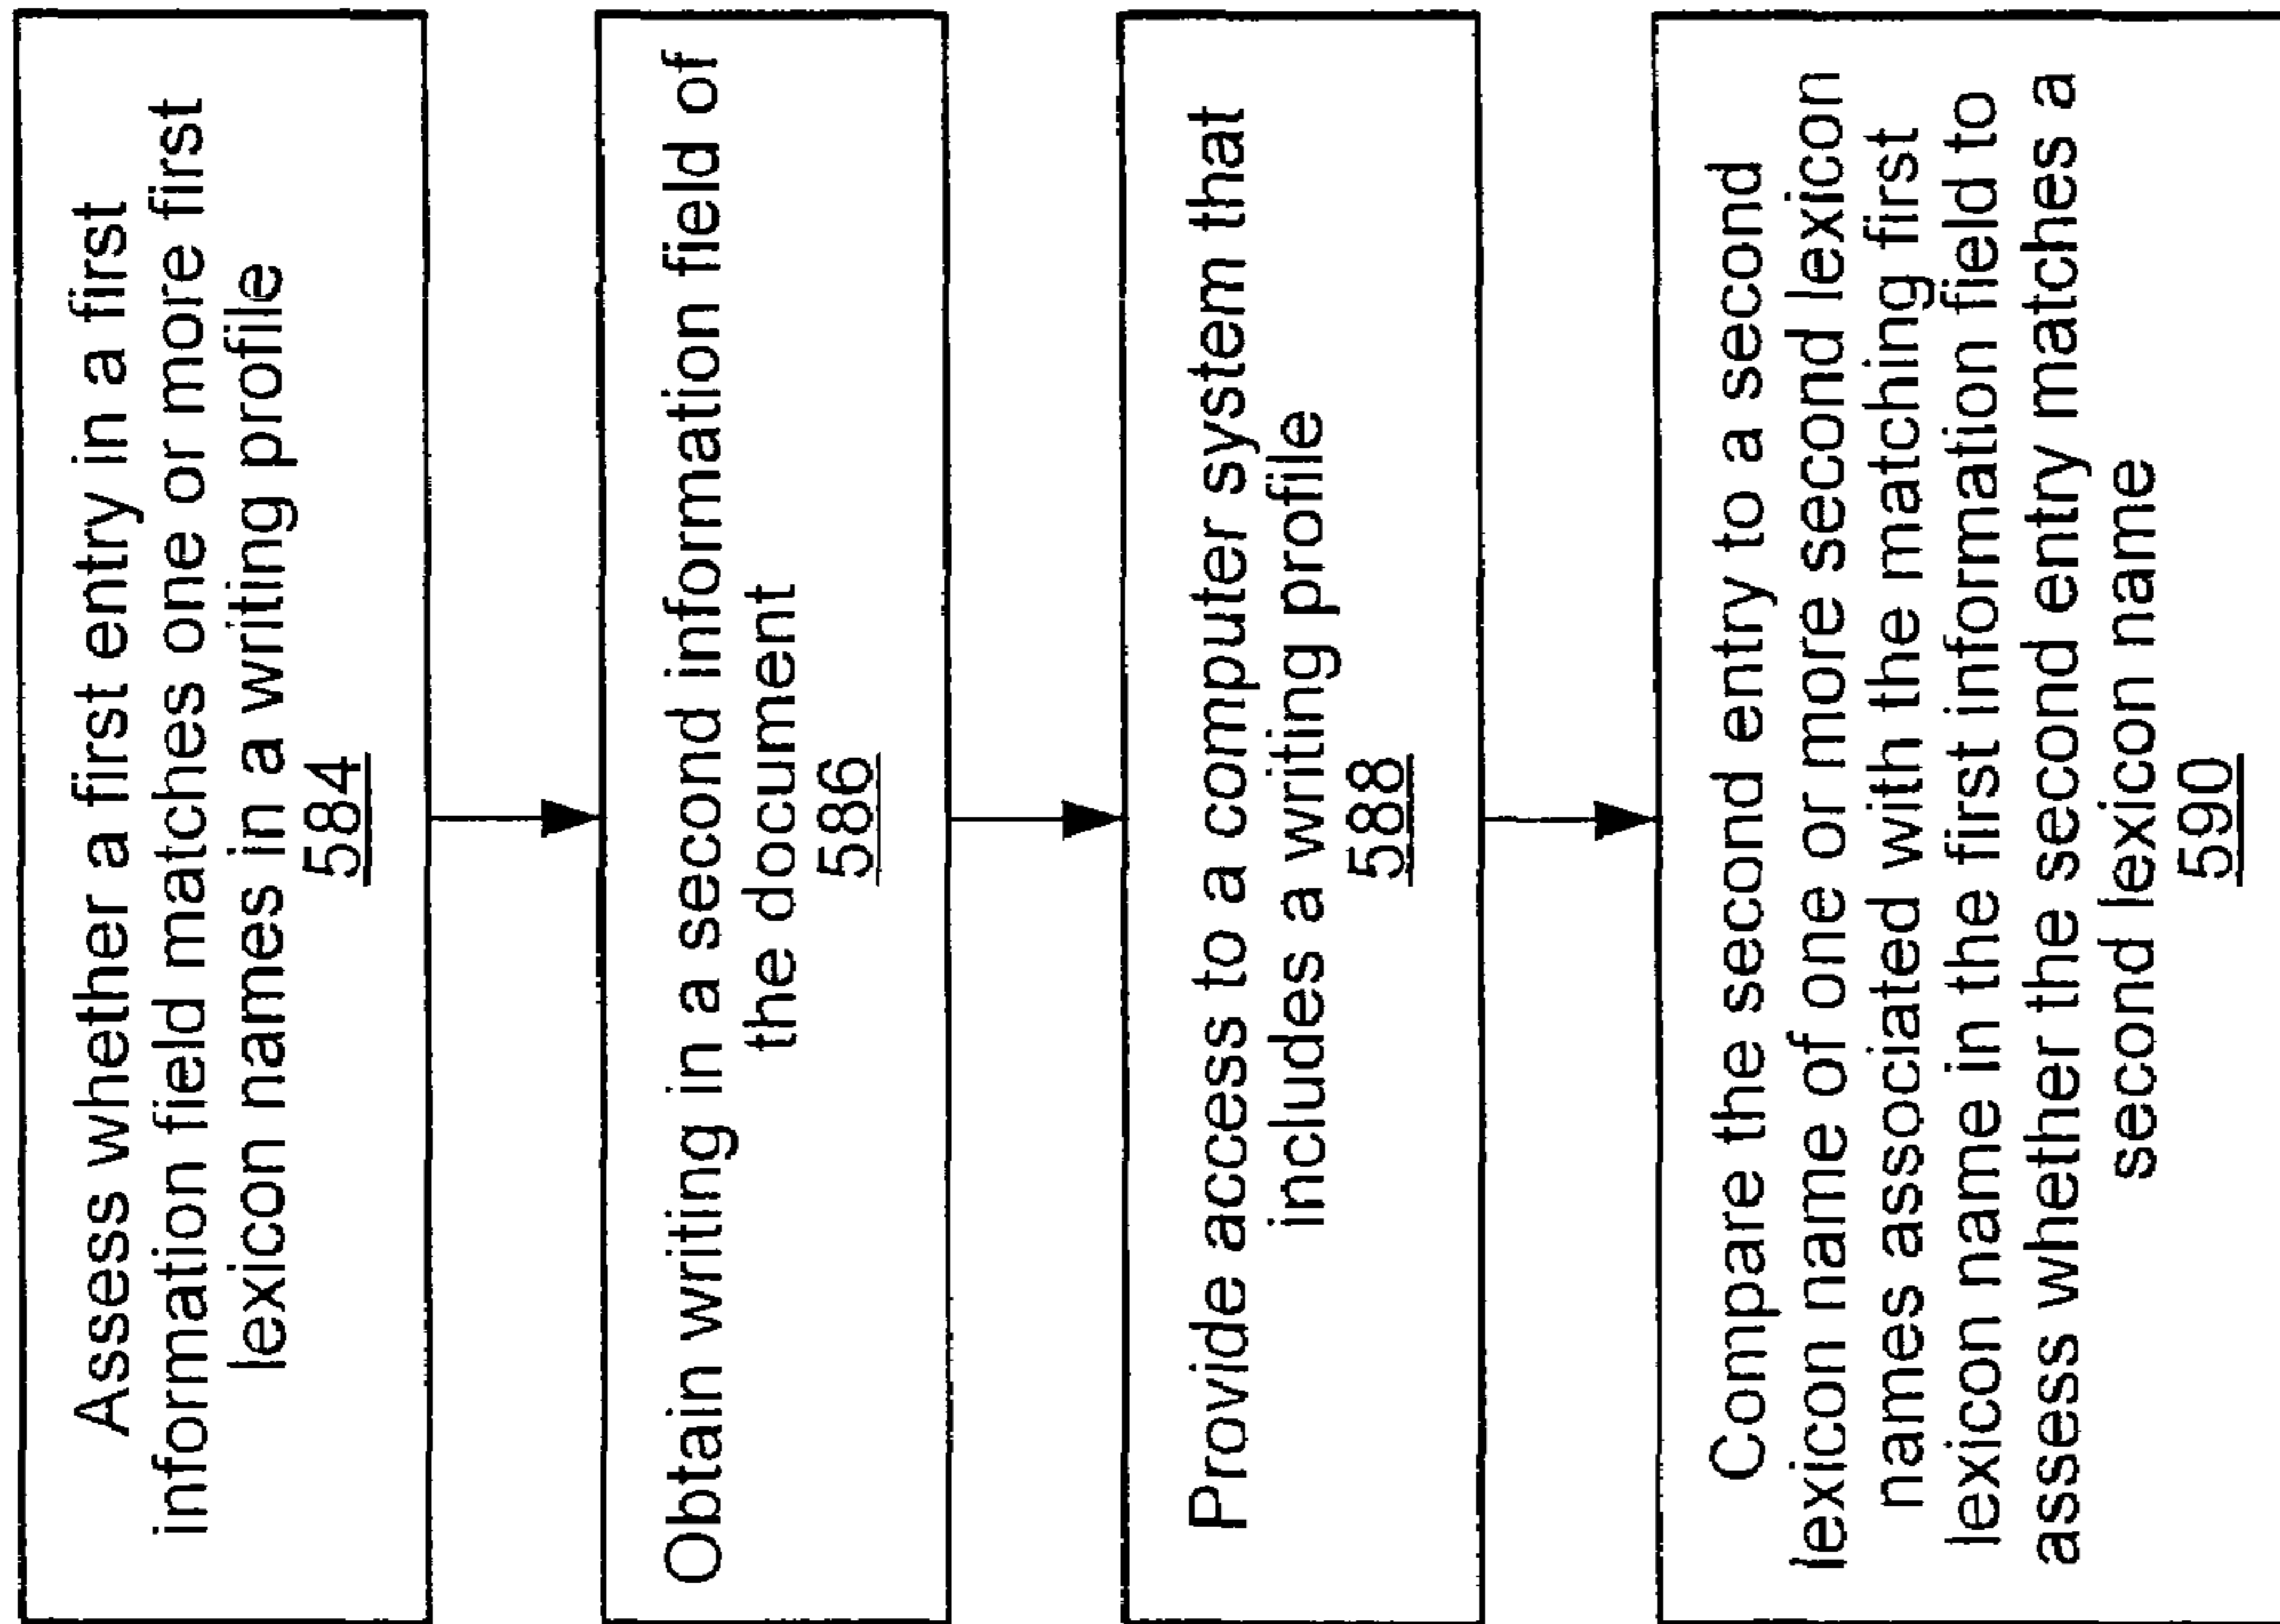 Assess whether a first entry in a first
information field matches one or more first
lexicon names in a writing profile
584
Obtain writing in a second information field of
the document
586
Provide access to a computer system that
includes a writing profile
588
Compare the second entry to a second
lexicon name of one or more second lexicon
names associated with the matching first
lexicon name in the first information field to
assess whether the second entry matches a
second lexicon name
590